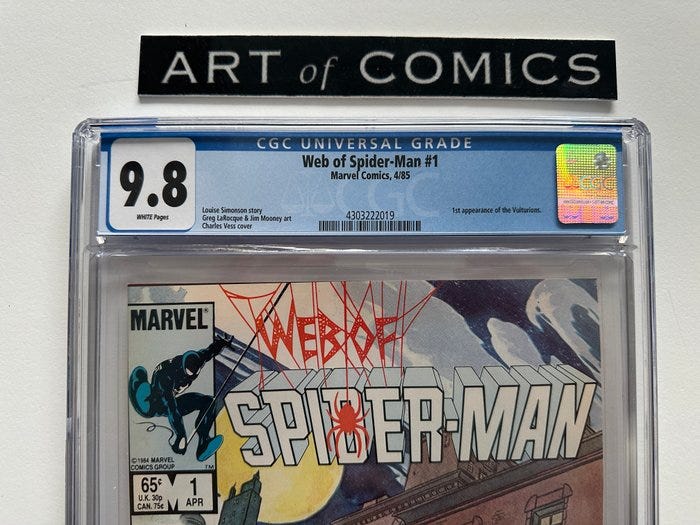 ART of COMICS
CGC UNIVERSAL GRADE
9.8
WHITE Pages
Web of Spider-Man #1
Marvel Comics, 4/85
Louise Simonson story
Greg LaRocque & Jim Mooney art
Charles Vess cover
4303222019
1st appearance of the Vulturions.
CGC
MARVEL
WEB OF
SPIDER-MAN
TM
©1984 MARVEL
COMICS GROUP
65¢
U.K. 30p
CAN. 75¢
1
APR